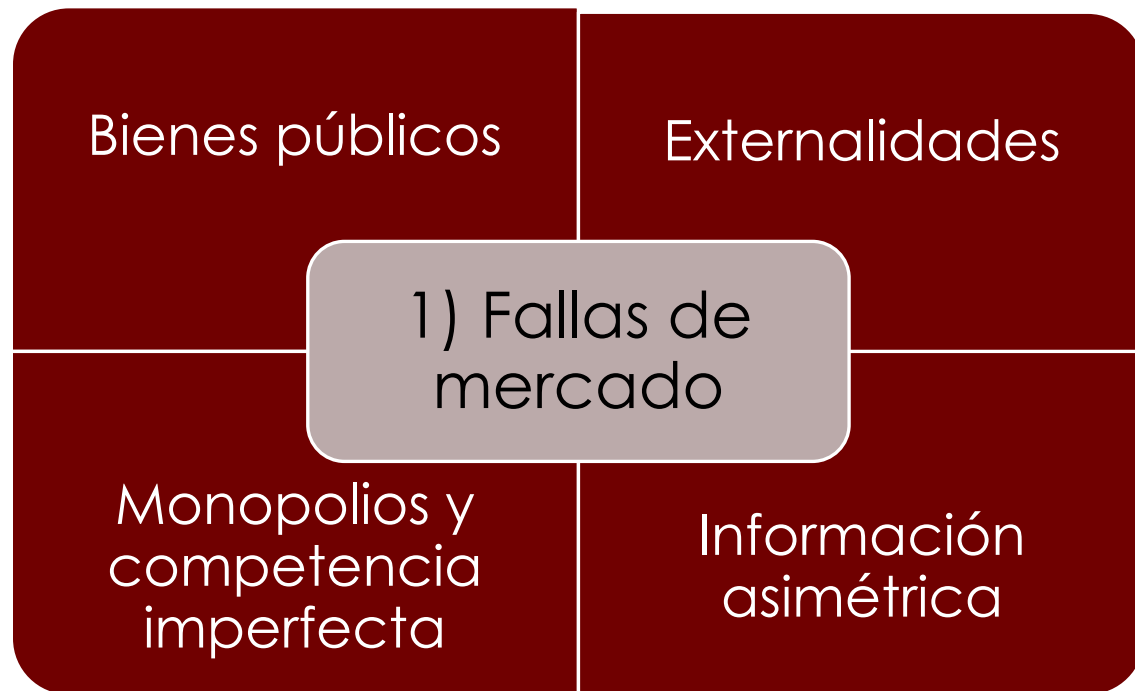 Bienes públicos
Externalidades
1) Fallas de
mercado
Monopolios y
competencia
imperfecta
Información
asimétrica